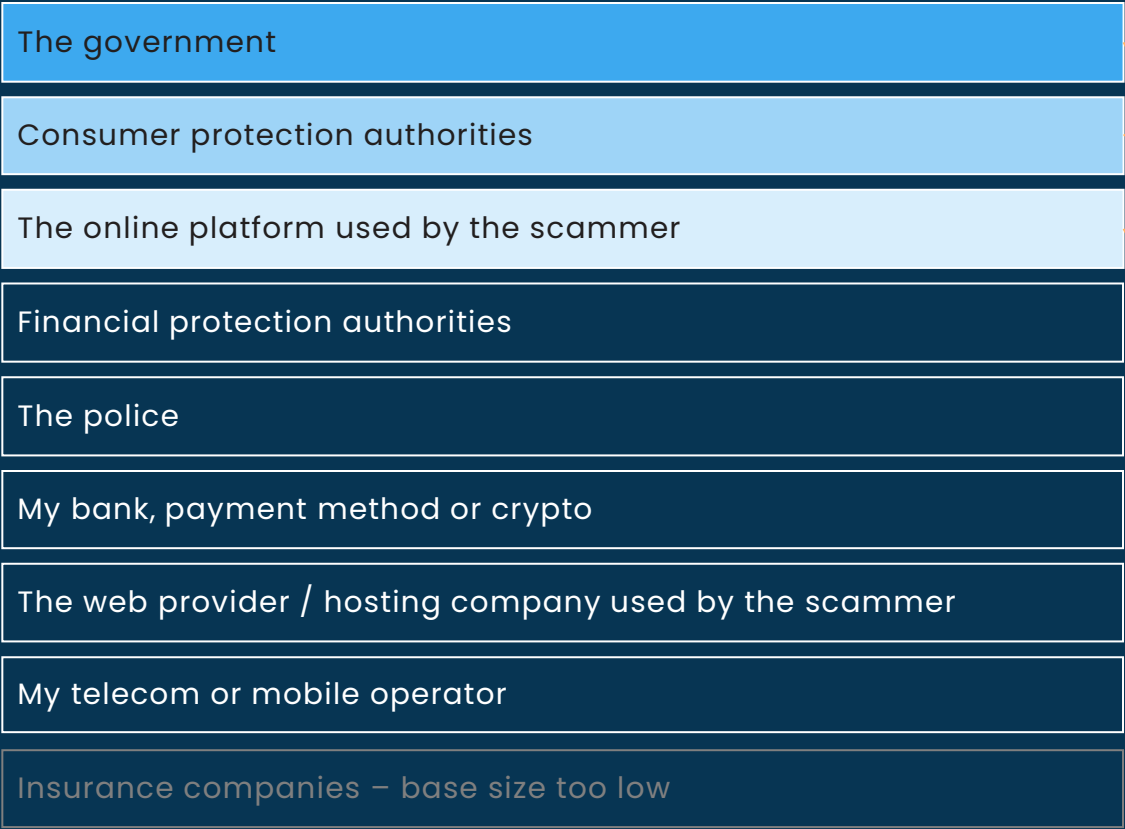 The government
Consumer protection authorities
The online platform used by the scammer
Financial protection authorities
The police
My bank, payment method or crypto
The web provider / hosting company used by the scammer
My telecom or mobile operator
Insurance companies – base size too low